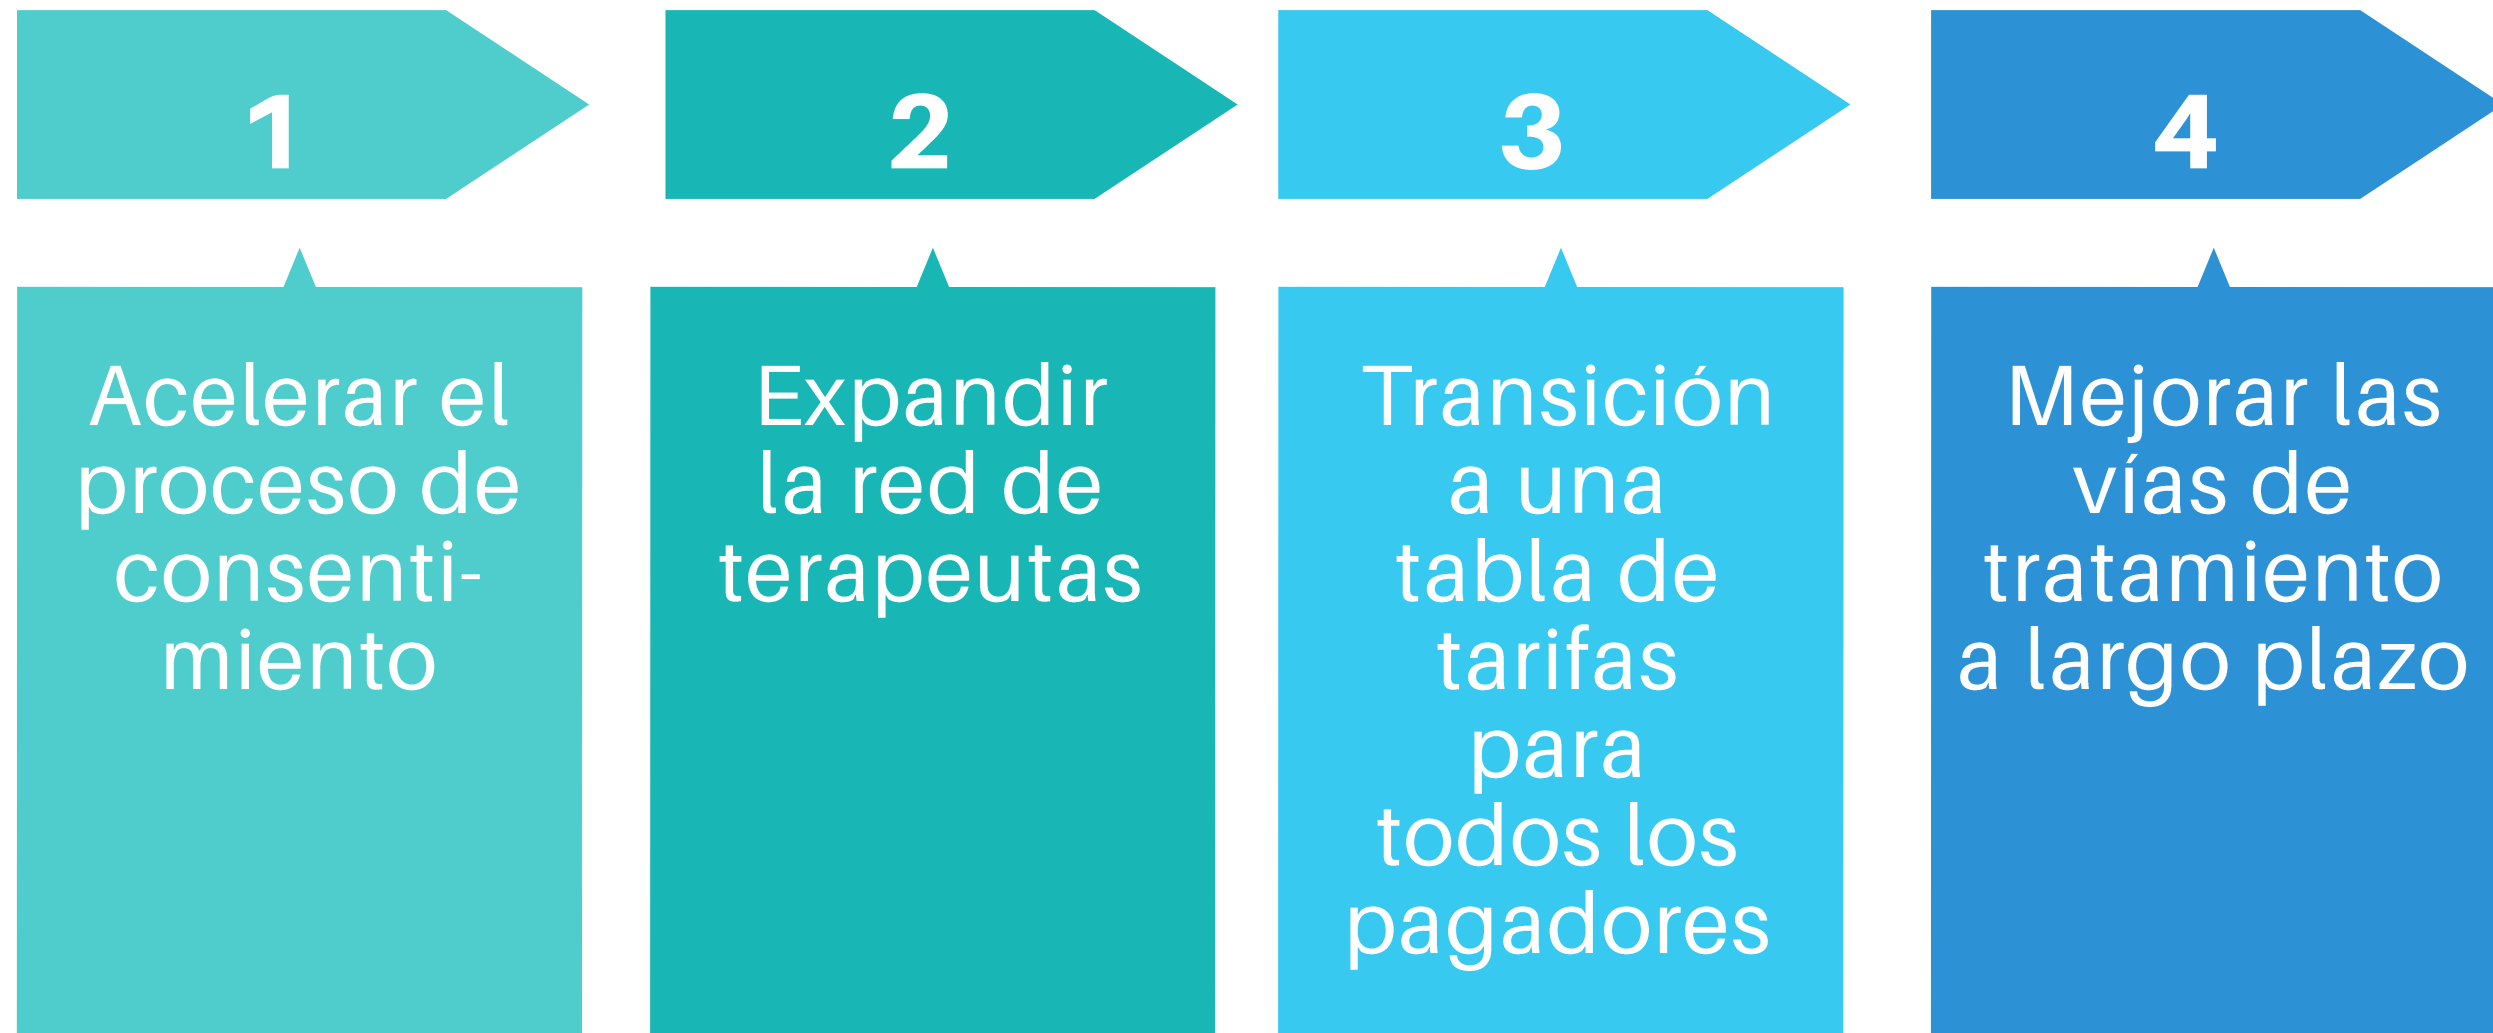 1
Acelerar el
proceso de
consenti-
miento
2
Expandir
la red de
terapeutas
3
Transición
a una
tabla de
tarifas
para
todos los
pagadores
4
Mejorar las
vías de
tratamiento
a largo plazo